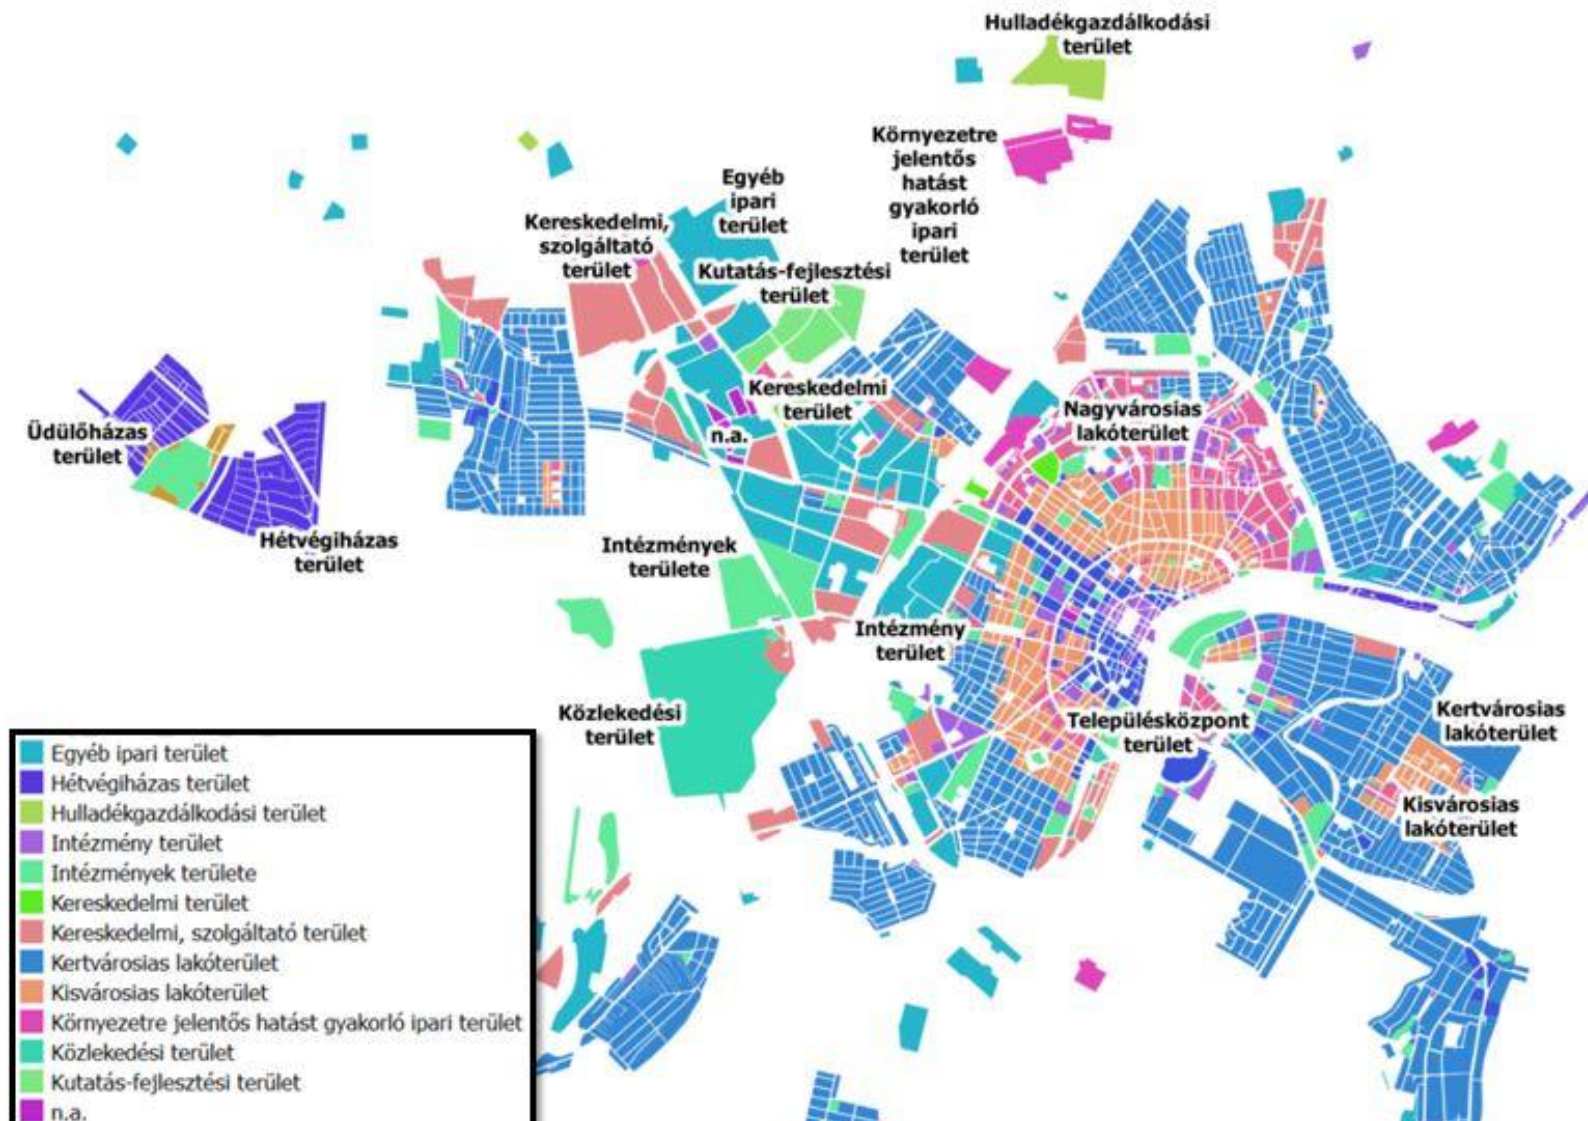 Hulladékgazdálkodási
terület
Környezetre
jelentős
hatást
gyakorló
ipari
terület
Egyéb
ipari
terület
Kereskedelmi,
szolgáltató
terület
Kutatás-fejlesztési
terület
Kereskedelmi
terület
Nagyvárosias
lakóterület
n.a.
Üdülőházas
terület
Hétvégiházas
terület
Intézmények
területe
Intézmény
terület
Közlekedési
terület
Településközpont
terület
Kertvárosias
lakóterület
Kisvárosias
lakóterület
Egyéb ipari terület
Hétvégiházas terület
Hulladékgazdálkodási terület
Intézmény terület
Intézmények területe
Kereskedelmi terület
Kereskedelmi, szolgáltató terület
Kertvárosias lakóterület
Kisvárosias lakóterület
Környezetre jelentős hatást gyakorló ipari terület
Közlekedési terület
Kutatás-fejlesztési terület
n.a.